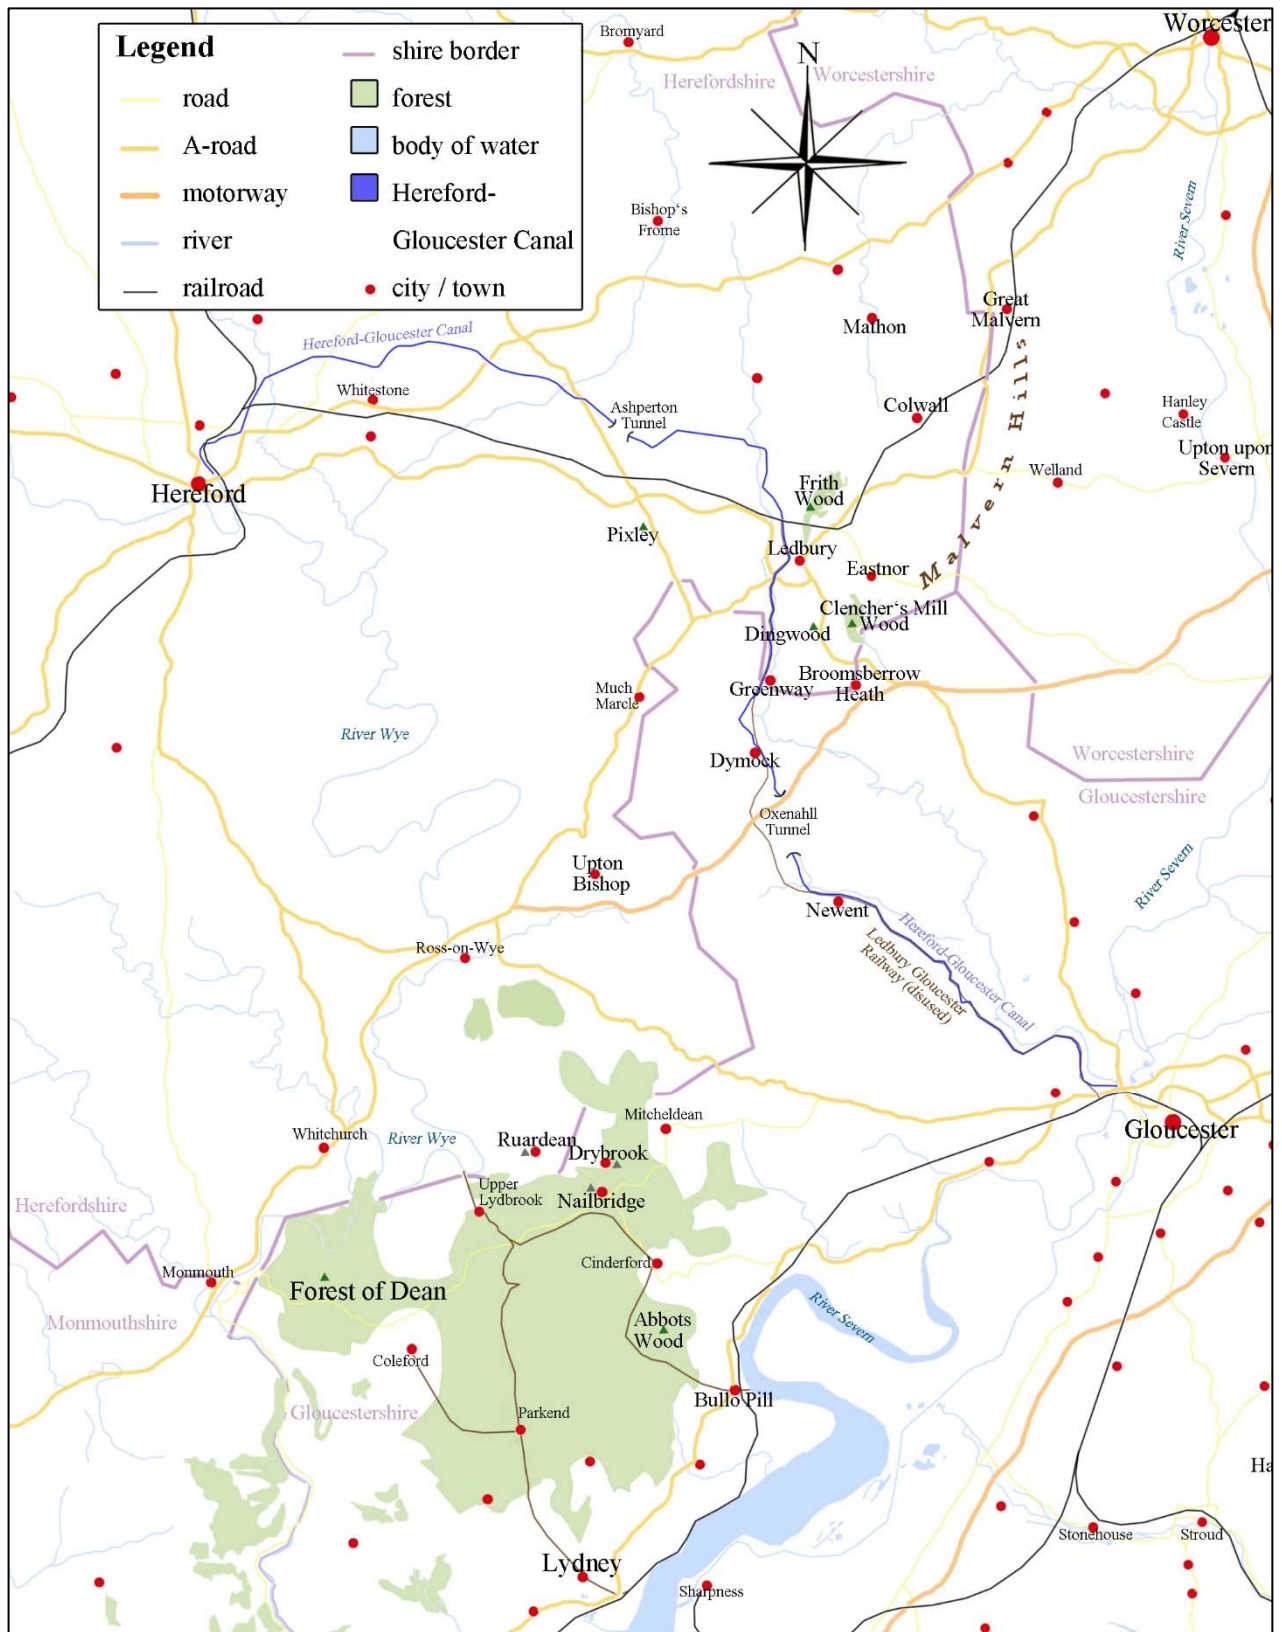 Legend
road
A-road
motorway
river
railroad
shire border
forest
body of water
Hereford-
Gloucester Canal
city / town
Bromyard
Worcester
N
Herefordshire
Worcestershire
Bishop‘s
Frome
River Severn
Mathon
Great
Malvern
Hereford-Gloucester Canal
Whitestone
Ashperton
Tunnel
Colwall
Malvern Hills
Hanley
Castle
Upton upon
Severn
Welland
Hereford
Frith
Wood
Pixley
Ledbury
Eastnor
Clencher‘s Mill
Wood
Dingwood
Broomsberrow
Heath
Greenway
Much
Marcle
River Wye
Dymock
Worcestershire
Gloucestershire
Oxenahll
Tunnel
Upton
Bishop
River Severn
Newent
Hereford-Gloucester Canal
Ledbury Gloucester
Railway (disused)
Ross-on-Wye
Mitcheldean
Whitchurch
River Wye
Ruardean
Drybrook
Gloucester
Upper
Lydbrook
Nailbridge
Herefordshire
Cinderford
Monmouth
Forest of Dean
Monmouthshire
River Severn
Abbots
Wood
Coleford
Bullo Pill
Gloucestershire
Parkend
Ha
Stonehouse
Stroud
Lydney
Sharpness